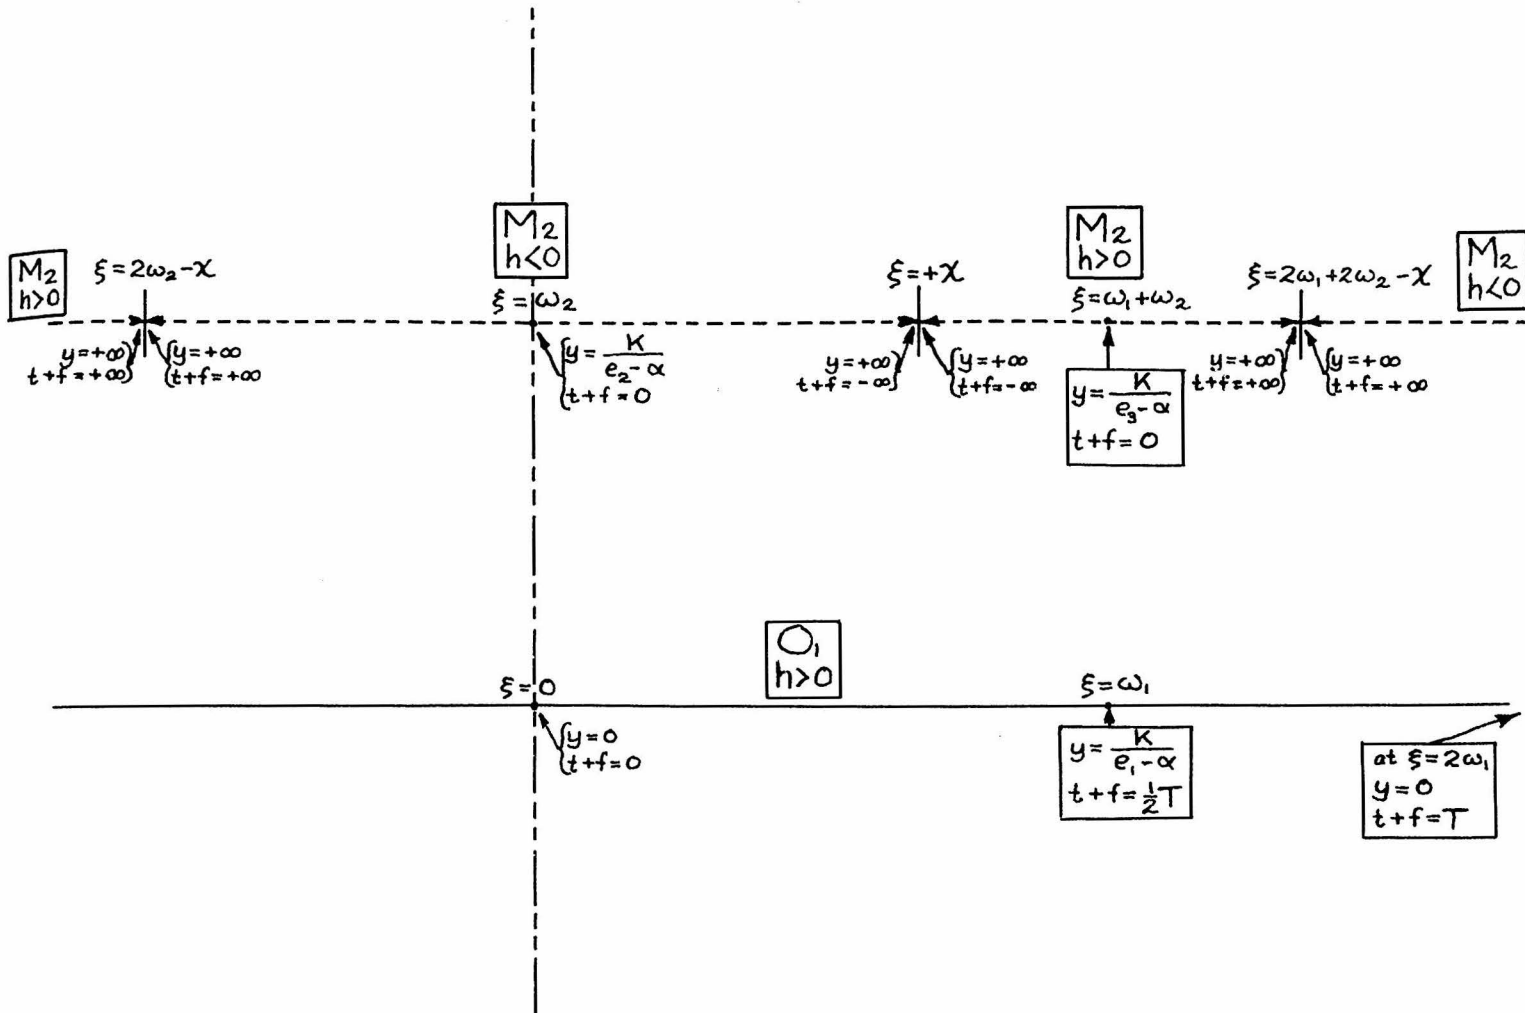 M₂
h>0
ξ=2ω₂-χ
y=+∞
t+f=+∞
y=+∞
t+f=+∞
M₂
h<0
ξ=ω₂
y=K/(e₂-α)
t+f=0
ξ=+χ
y=+∞
t+f=-∞
y=+∞
t+f=-∞
M₂
h>0
ξ=ω₁+ω₂
y=K/(e₃-α)
t+f=0
ξ=2ω₁+2ω₂-χ
y=+∞
t+f=+∞
y=+∞
t+f=+∞
M₂
h<0
O₁
h>0
ξ=0
y=0
t+f=0
ξ=ω₁
y=K/(e₁-α)
t+f=½T
at ξ=2ω₁
y=0
t+f=T